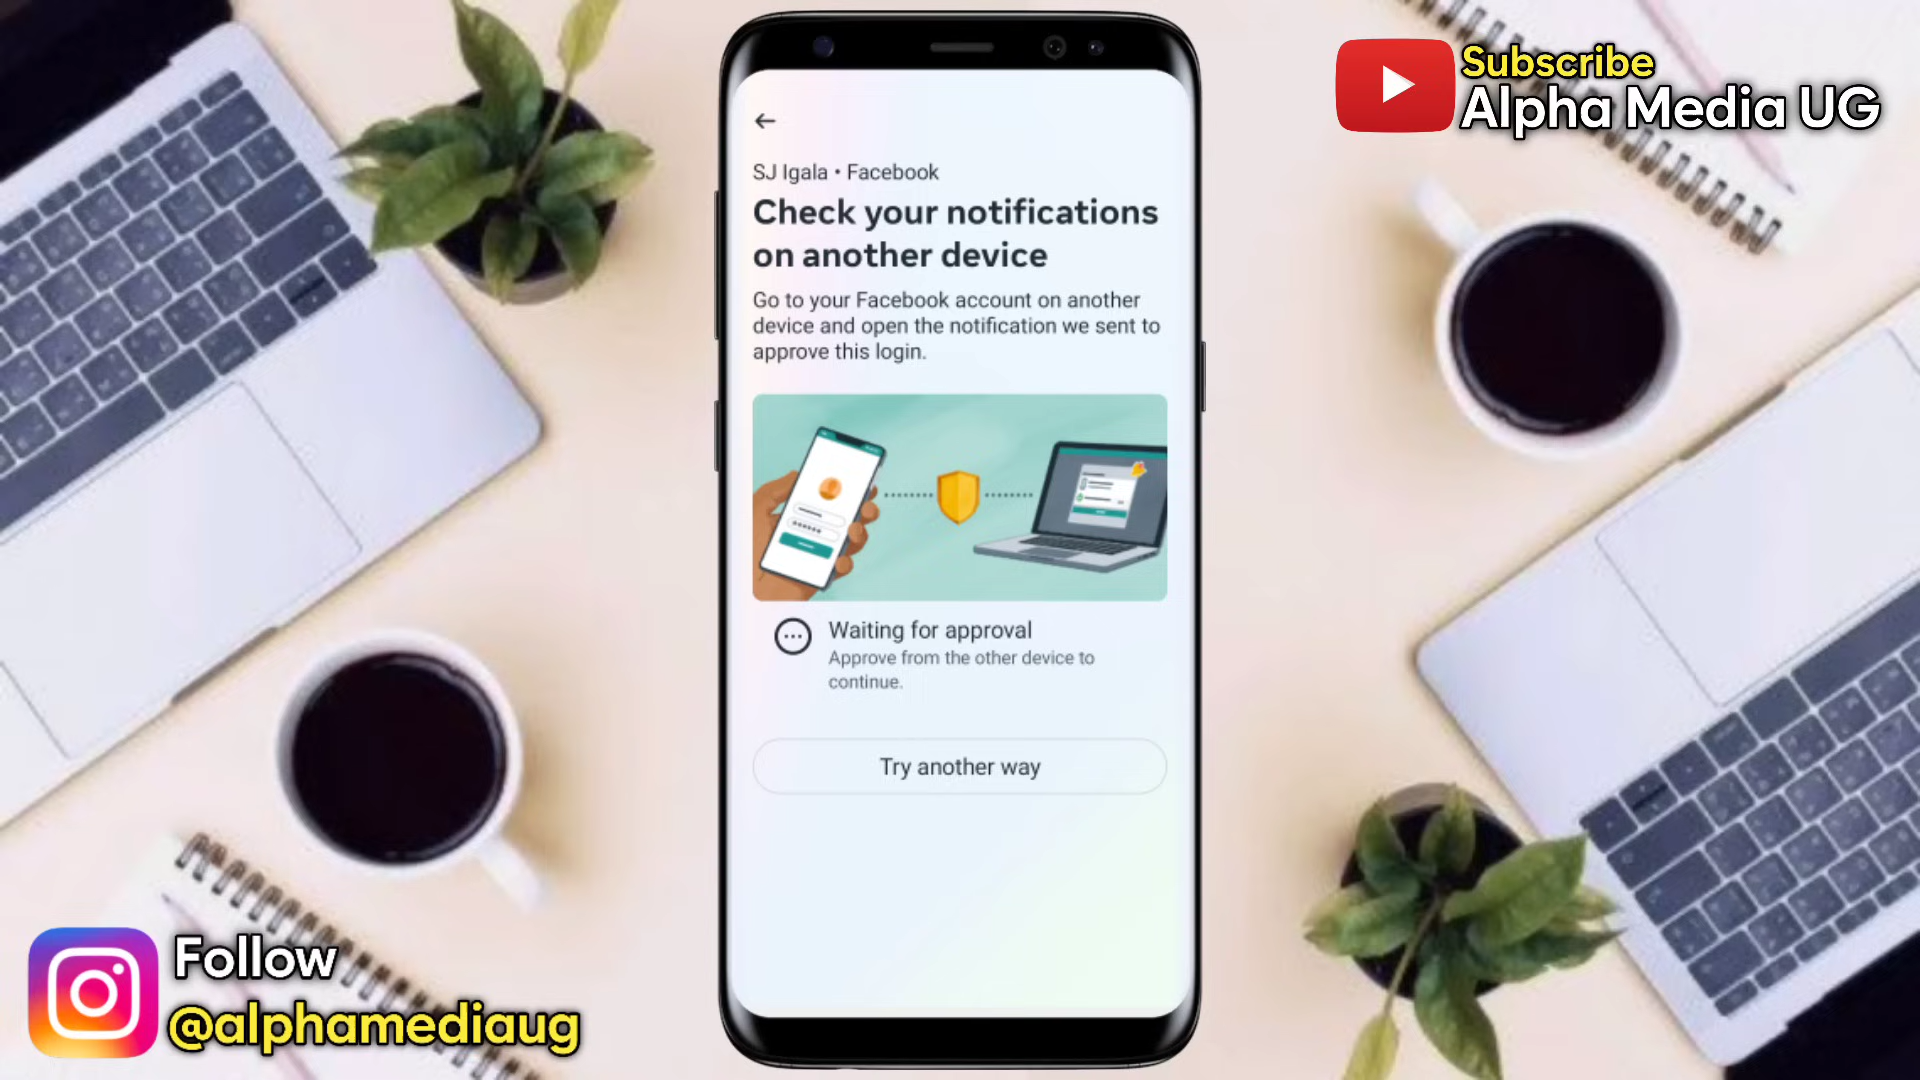 Subscribe
Alpha Media UG
SJ Igala • Facebook
Check your notifications
on another device
Go to your Facebook account on another
device and open the notification we sent to
approve this login.
Waiting for approval
Approve from the other device to
continue.
Try another way
Follow
@alphamediaug